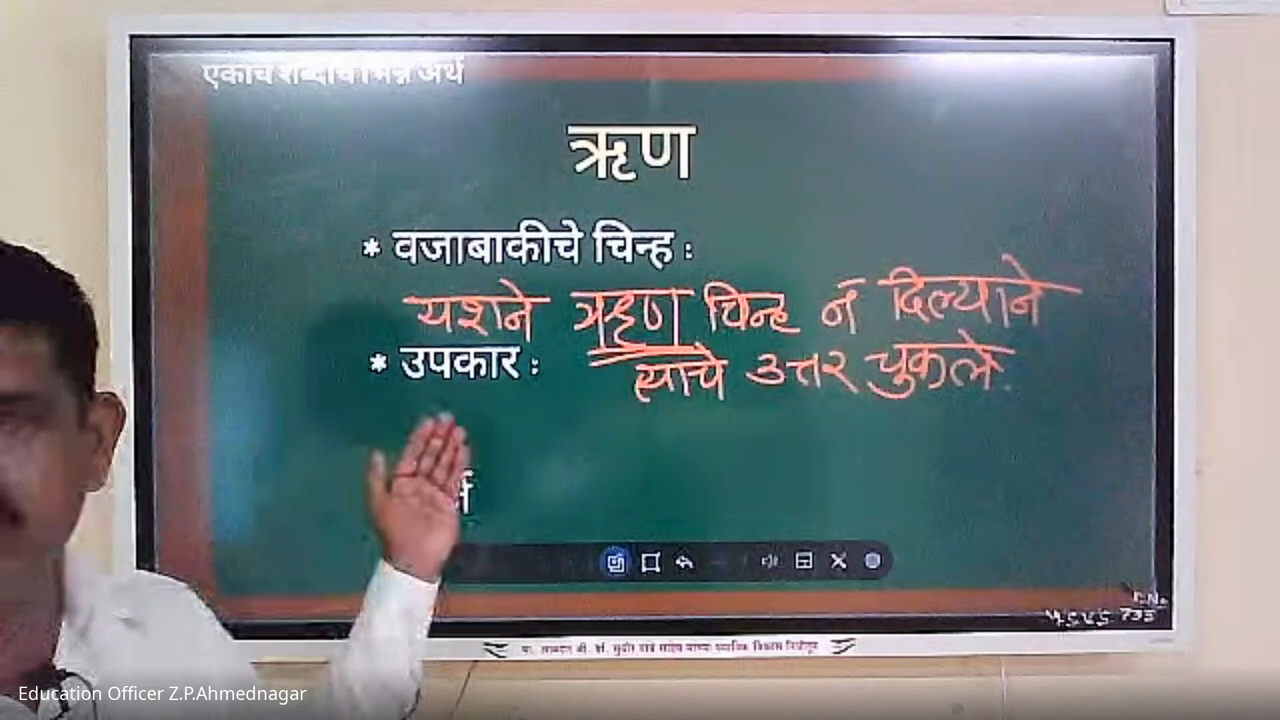 एकाच शब्दाचे भिन्न अर्थ
ऋण
* वजाबाकीचे चिन्ह :
यशने ऋण चिन्ह न दिल्याने
त्याचे उत्तर चुकले.
* उपकार :
Education Officer Z.P.Ahmednagar